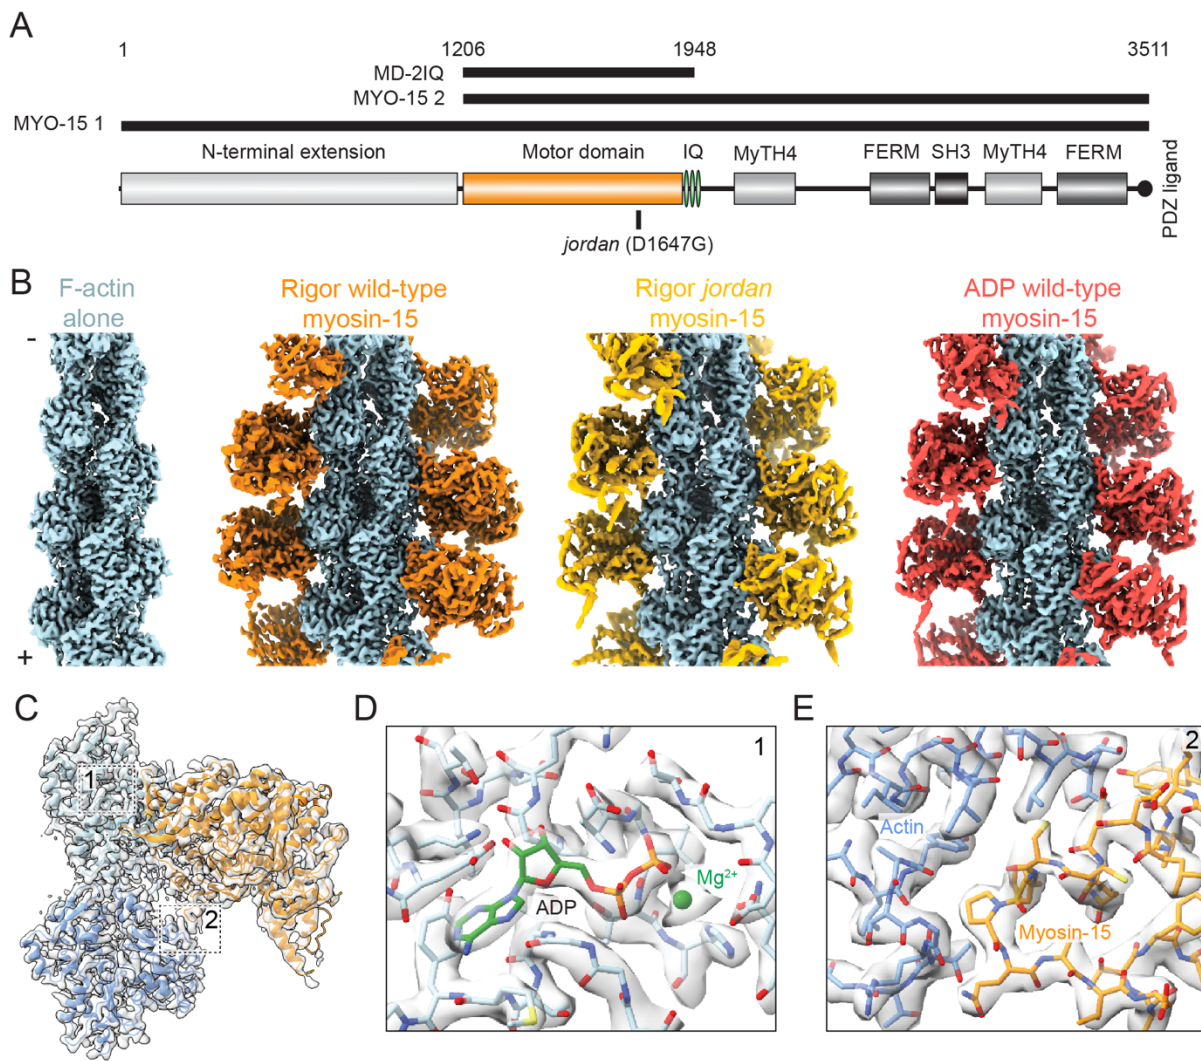 A
1 1206 1948 3511
MD-2IQ
MYO-15 2
MYO-15 1
N-terminal extension Motor domain IQ MyTH4 FERM SH3 MyTH4 FERM
PDZ ligand
jordan (D1647G)
B
F-actin
alone
Rigor wild-type
myosin-15
Rigor jordan
myosin-15
ADP wild-type
myosin-15
-
+
C
1
2
D
1
Mg²⁺
ADP
E
2
Actin
Myosin-15